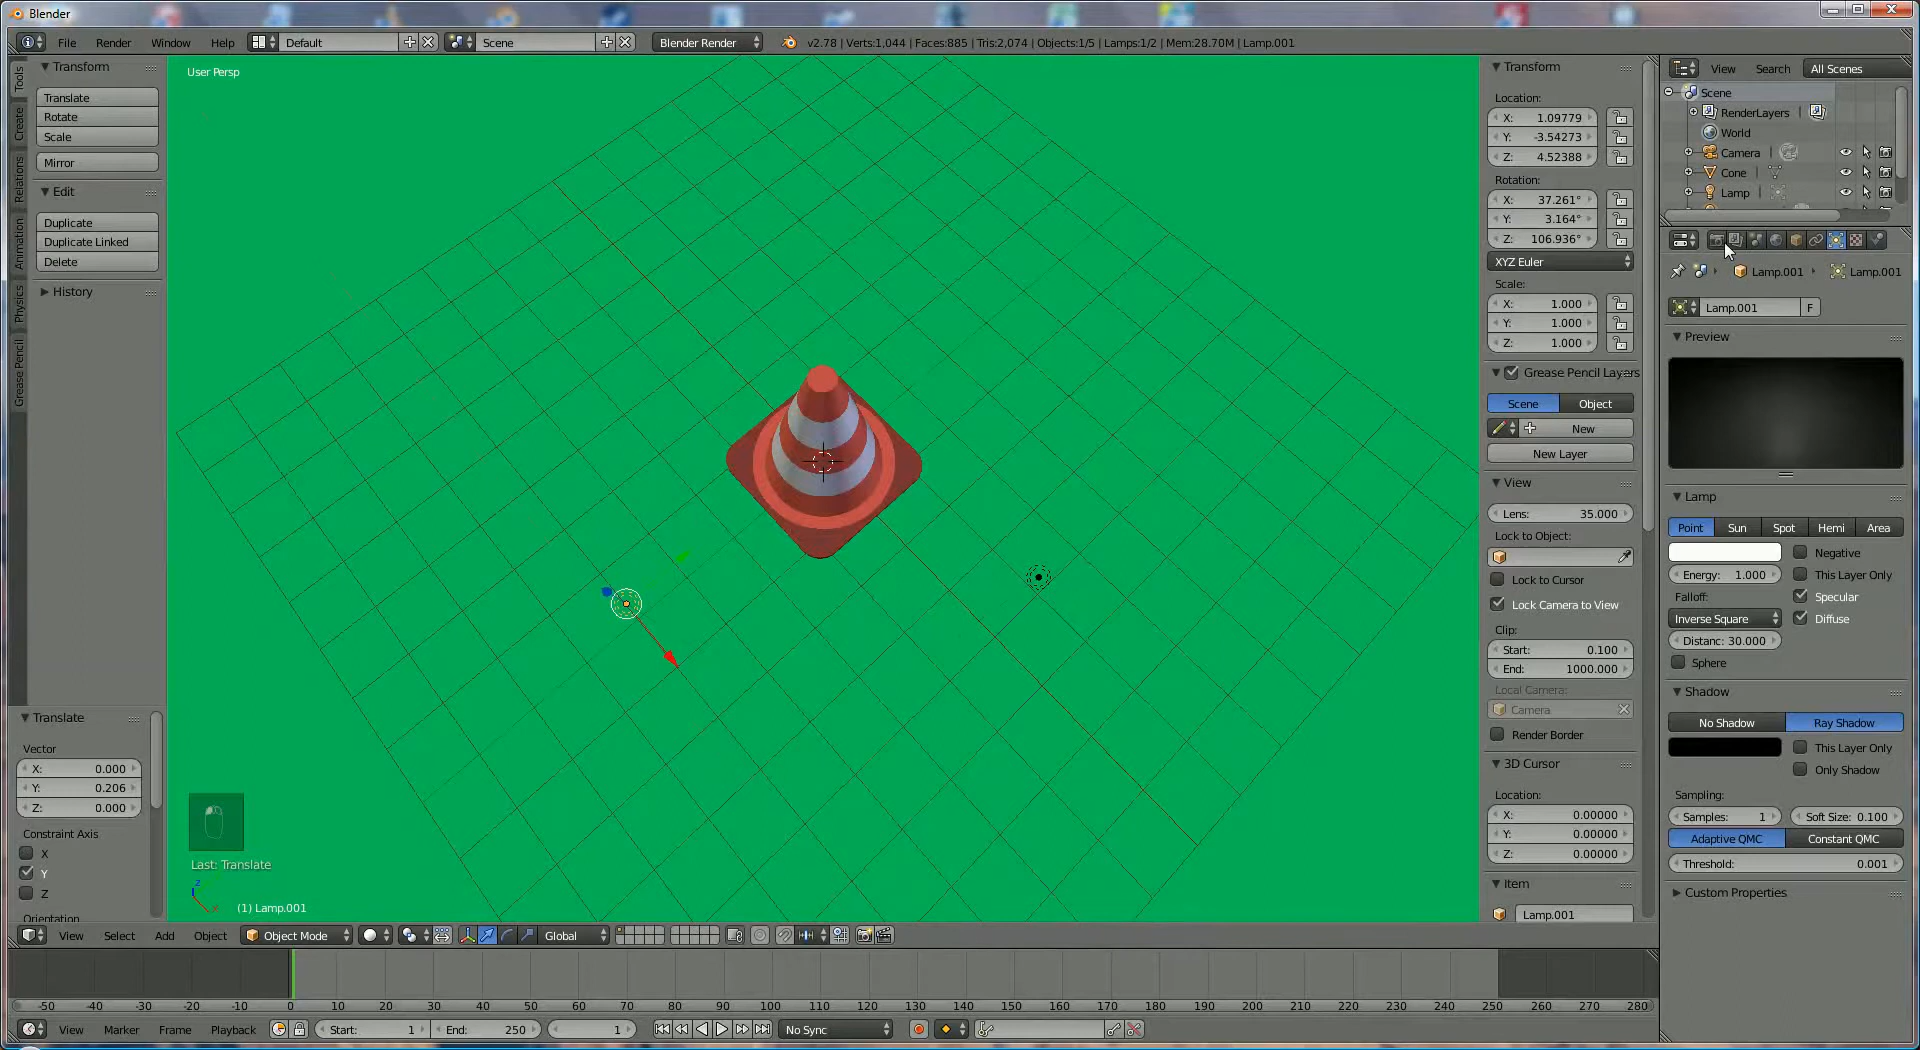 Blender
File Render Window Help Default Scene Blender Render v2.78 | Verts:1,044 | Faces:885 | Tris:2,074 | Objects:1/5 | Lamps:1/2 | Mem:28.70M | Lamp.001
Tools
Create
Relations
Animation
Physics
Grease Pencil
Transform
Translate
Rotate
Scale
Mirror
Edit
Duplicate
Duplicate Linked
Delete
History
Translate
Vector
X: 0.000
Y: 0.206
Z: 0.000
Constraint Axis
X
Y
Z
Orientation
User Persp
Last: Translate
z
x
(1) Lamp.001
Transform
Location:
X: 1.09779
Y: -3.54273
Z: 4.52388
Rotation:
X: 37.261°
Y: 3.164°
Z: 106.936°
XYZ Euler
Scale:
X: 1.000
Y: 1.000
Z: 1.000
Grease Pencil Layers
Scene Object
New
New Layer
View
Lens: 35.000
Lock to Object:
Lock to Cursor
Lock Camera to View
Clip:
Start: 0.100
End: 1000.000
Local Camera:
Camera
Render Border
3D Cursor
Location:
X: 0.00000
Y: 0.00000
Z: 0.00000
Item
Lamp.001
View Search All Scenes
Scene
RenderLayers
World
Camera
Cone
Lamp
Lamp.001 Lamp.001
Lamp.001 F
Preview
Lamp
Point Sun Spot Hemi Area
Negative
Energy: 1.000 This Layer Only
Falloff: Specular
Inverse Square Diffuse
Distanc: 30.000
Sphere
Shadow
No Shadow Ray Shadow
This Layer Only
Only Shadow
Sampling:
Samples: 1 Soft Size: 0.100
Adaptive QMC Constant QMC
Threshold: 0.001
Custom Properties
View Select Add Object Object Mode Global
-50 -40 -30 -20 -10 0 10 20 30 40 50 60 70 80 90 100 110 120 130 140 150 160 170 180 190 200 210 220 230 240 250 260 270 280
View Marker Frame Playback Start: 1 End: 250 1 No Sync